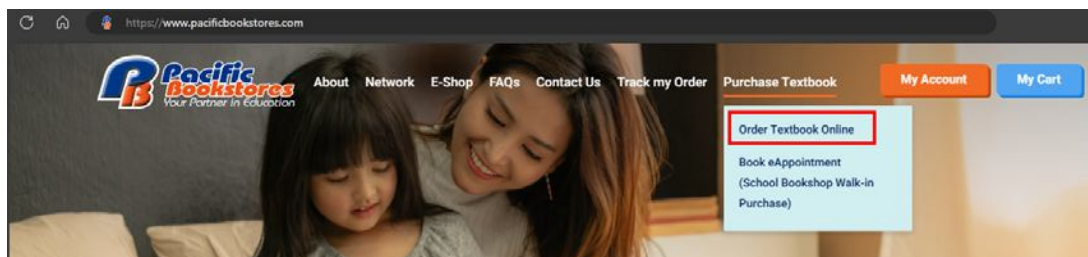 https://www.pacificbookstores.com
Pacific
Bookstores
Your Partner in Education
About Network E-Shop FAQs Contact Us Track my Order Purchase Textbook My Account My Cart
Order Textbook Online
Book eAppointment
(School Bookshop Walk-in
Purchase)